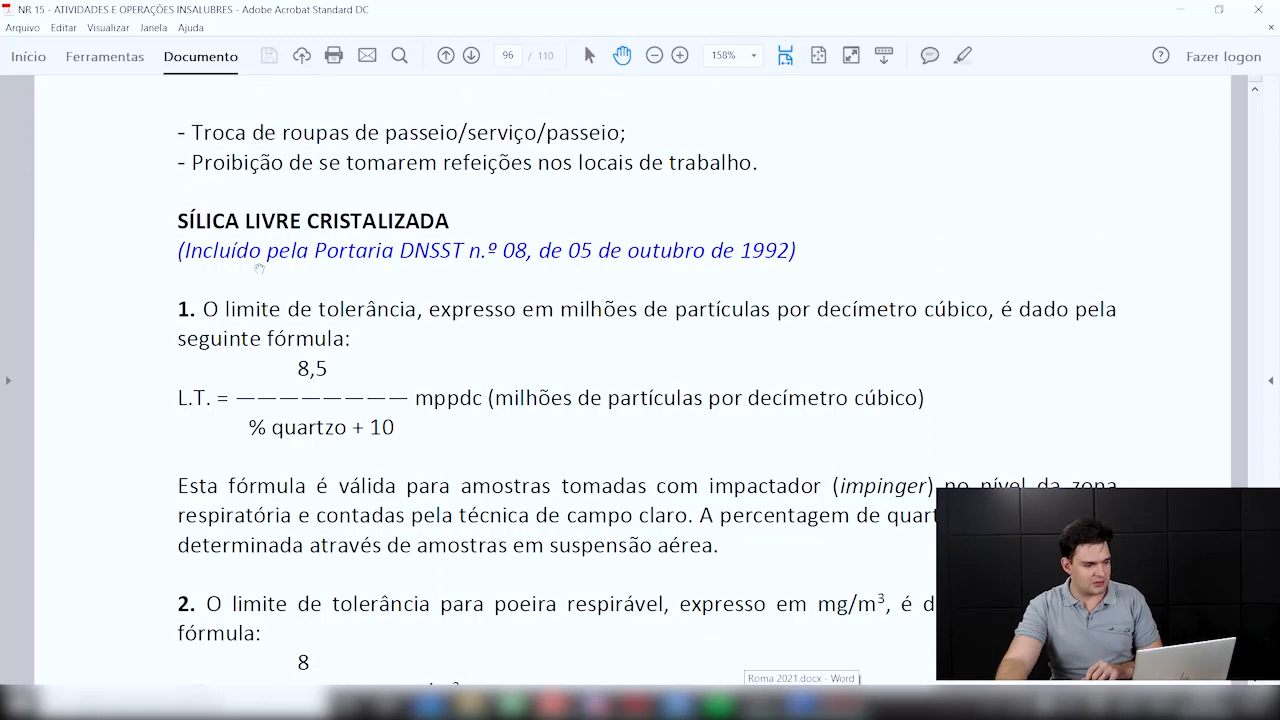 NR 15 - ATIVIDADES E OPERAÇÕES INSALUBRES - Adobe Acrobat Standard DC
Arquivo Editar Visualizar Janela Ajuda
Início Ferramentas Documento 96 / 110 158% Fazer logon
- Troca de roupas de passeio/serviço/passeio;
- Proibição de se tomarem refeições nos locais de trabalho.
SÍLICA LIVRE CRISTALIZADA
(Incluído pela Portaria DNSST n.º 08, de 05 de outubro de 1992)
1. O limite de tolerância, expresso em milhões de partículas por decímetro cúbico, é dado pela
seguinte fórmula:
8,5
L.T. = — — — — — — — — mppdc (milhões de partículas por decímetro cúbico)
% quartzo + 10
Esta fórmula é válida para amostras tomadas com impactador (impinger) no nível da zona
respiratória e contadas pela técnica de campo claro. A percentagem de
determinada através de amostras em suspensão aérea.
2. O limite de tolerância para poeira respirável, expresso em mg/m³, é
fórmula:
8
Roma 2021.docx - Word